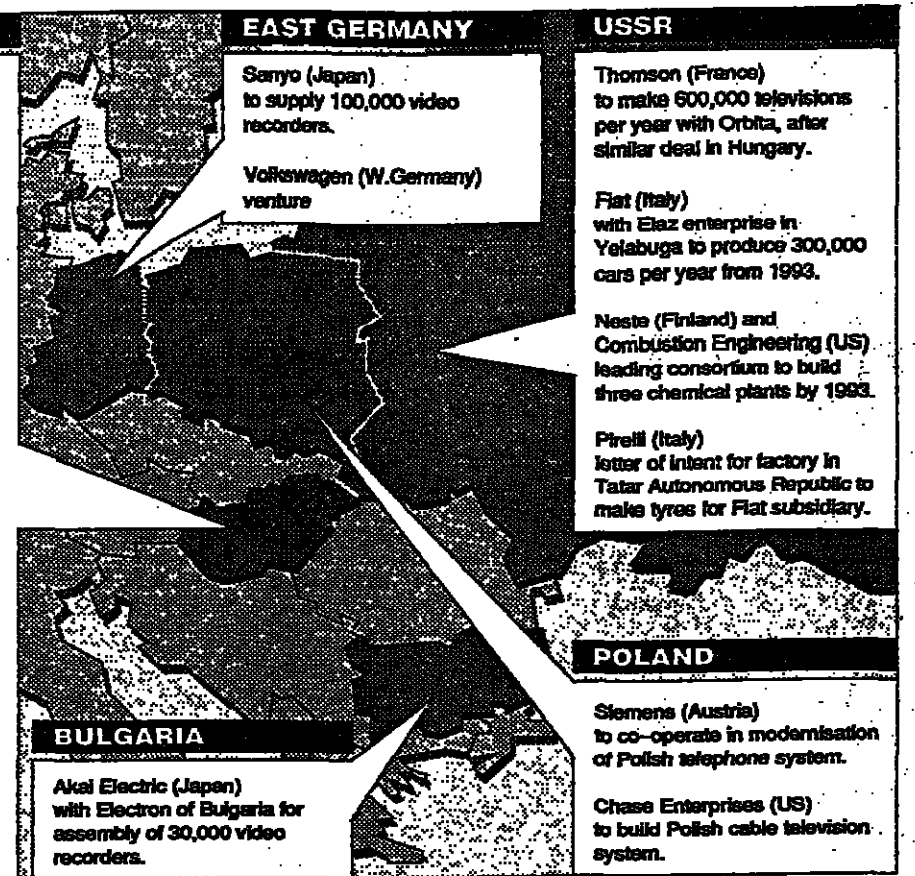 EAST GERMANY
Sanyo (Japan)
to supply 100,000 video
recorders.
Volkswagen (W.Germany)
venture
USSR
Thomson (France)
to make 600,000 televisions
per year with Orbita, after
similar deal in Hungary.
Fiat (Italy)
with Elaz enterprise in
Yelabuga to produce 300,000
cars per year from 1993.
Neste (Finland) and
Combustion Engineering (US)
leading consortium to build
three chemical plants by 1993.
Pirelli (Italy)
letter of intent for factory in
Tatar Autonomous Republic to
make tyres for Fiat subsidiary.
POLAND
Siemens (Austria)
to co-operate in modernisation
of Polish telephone system.
Chase Enterprises (US)
to build Polish cable television
system.
BULGARIA
Akai Electric (Japan)
with Electron of Bulgaria for
assembly of 30,000 video
recorders.